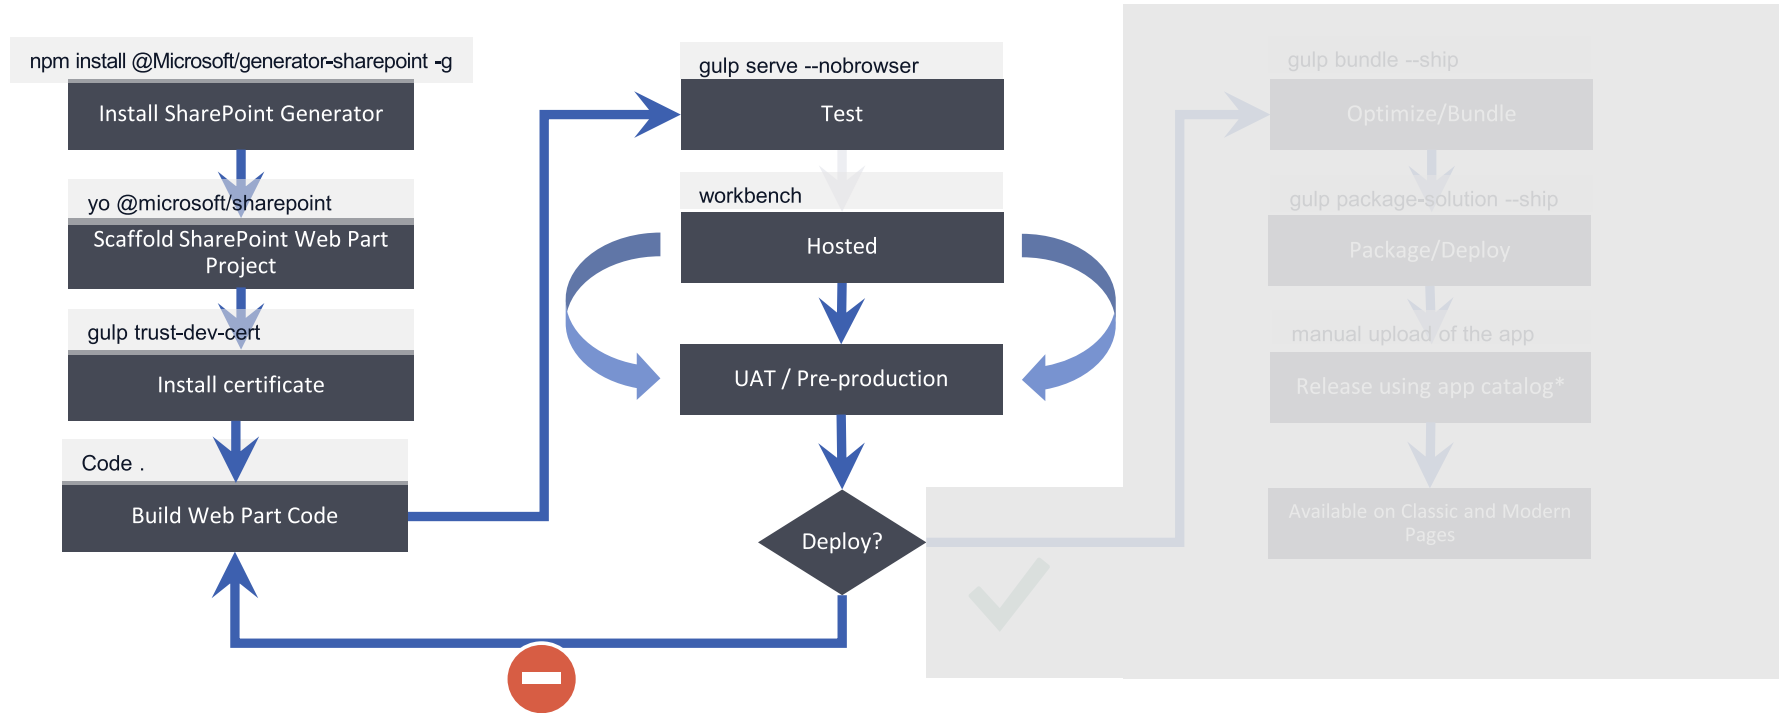 npm install @Microsoft/generator-sharepoint -g
Install SharePoint Generator
yo @microsoft/sharepoint
Scaffold SharePoint Web Part
Project
gulp trust-dev-cert
Install certificate
Code .
Build Web Part Code
gulp serve --nobrowser
Test
workbench
Hosted
UAT / Pre-production
Deploy?
gulp bundle --ship
Optimize/Bundle
gulp package-solution --ship
Package/Deploy
manual upload of the app
Release using app catalog*
Available on Classic and Modern
Pages